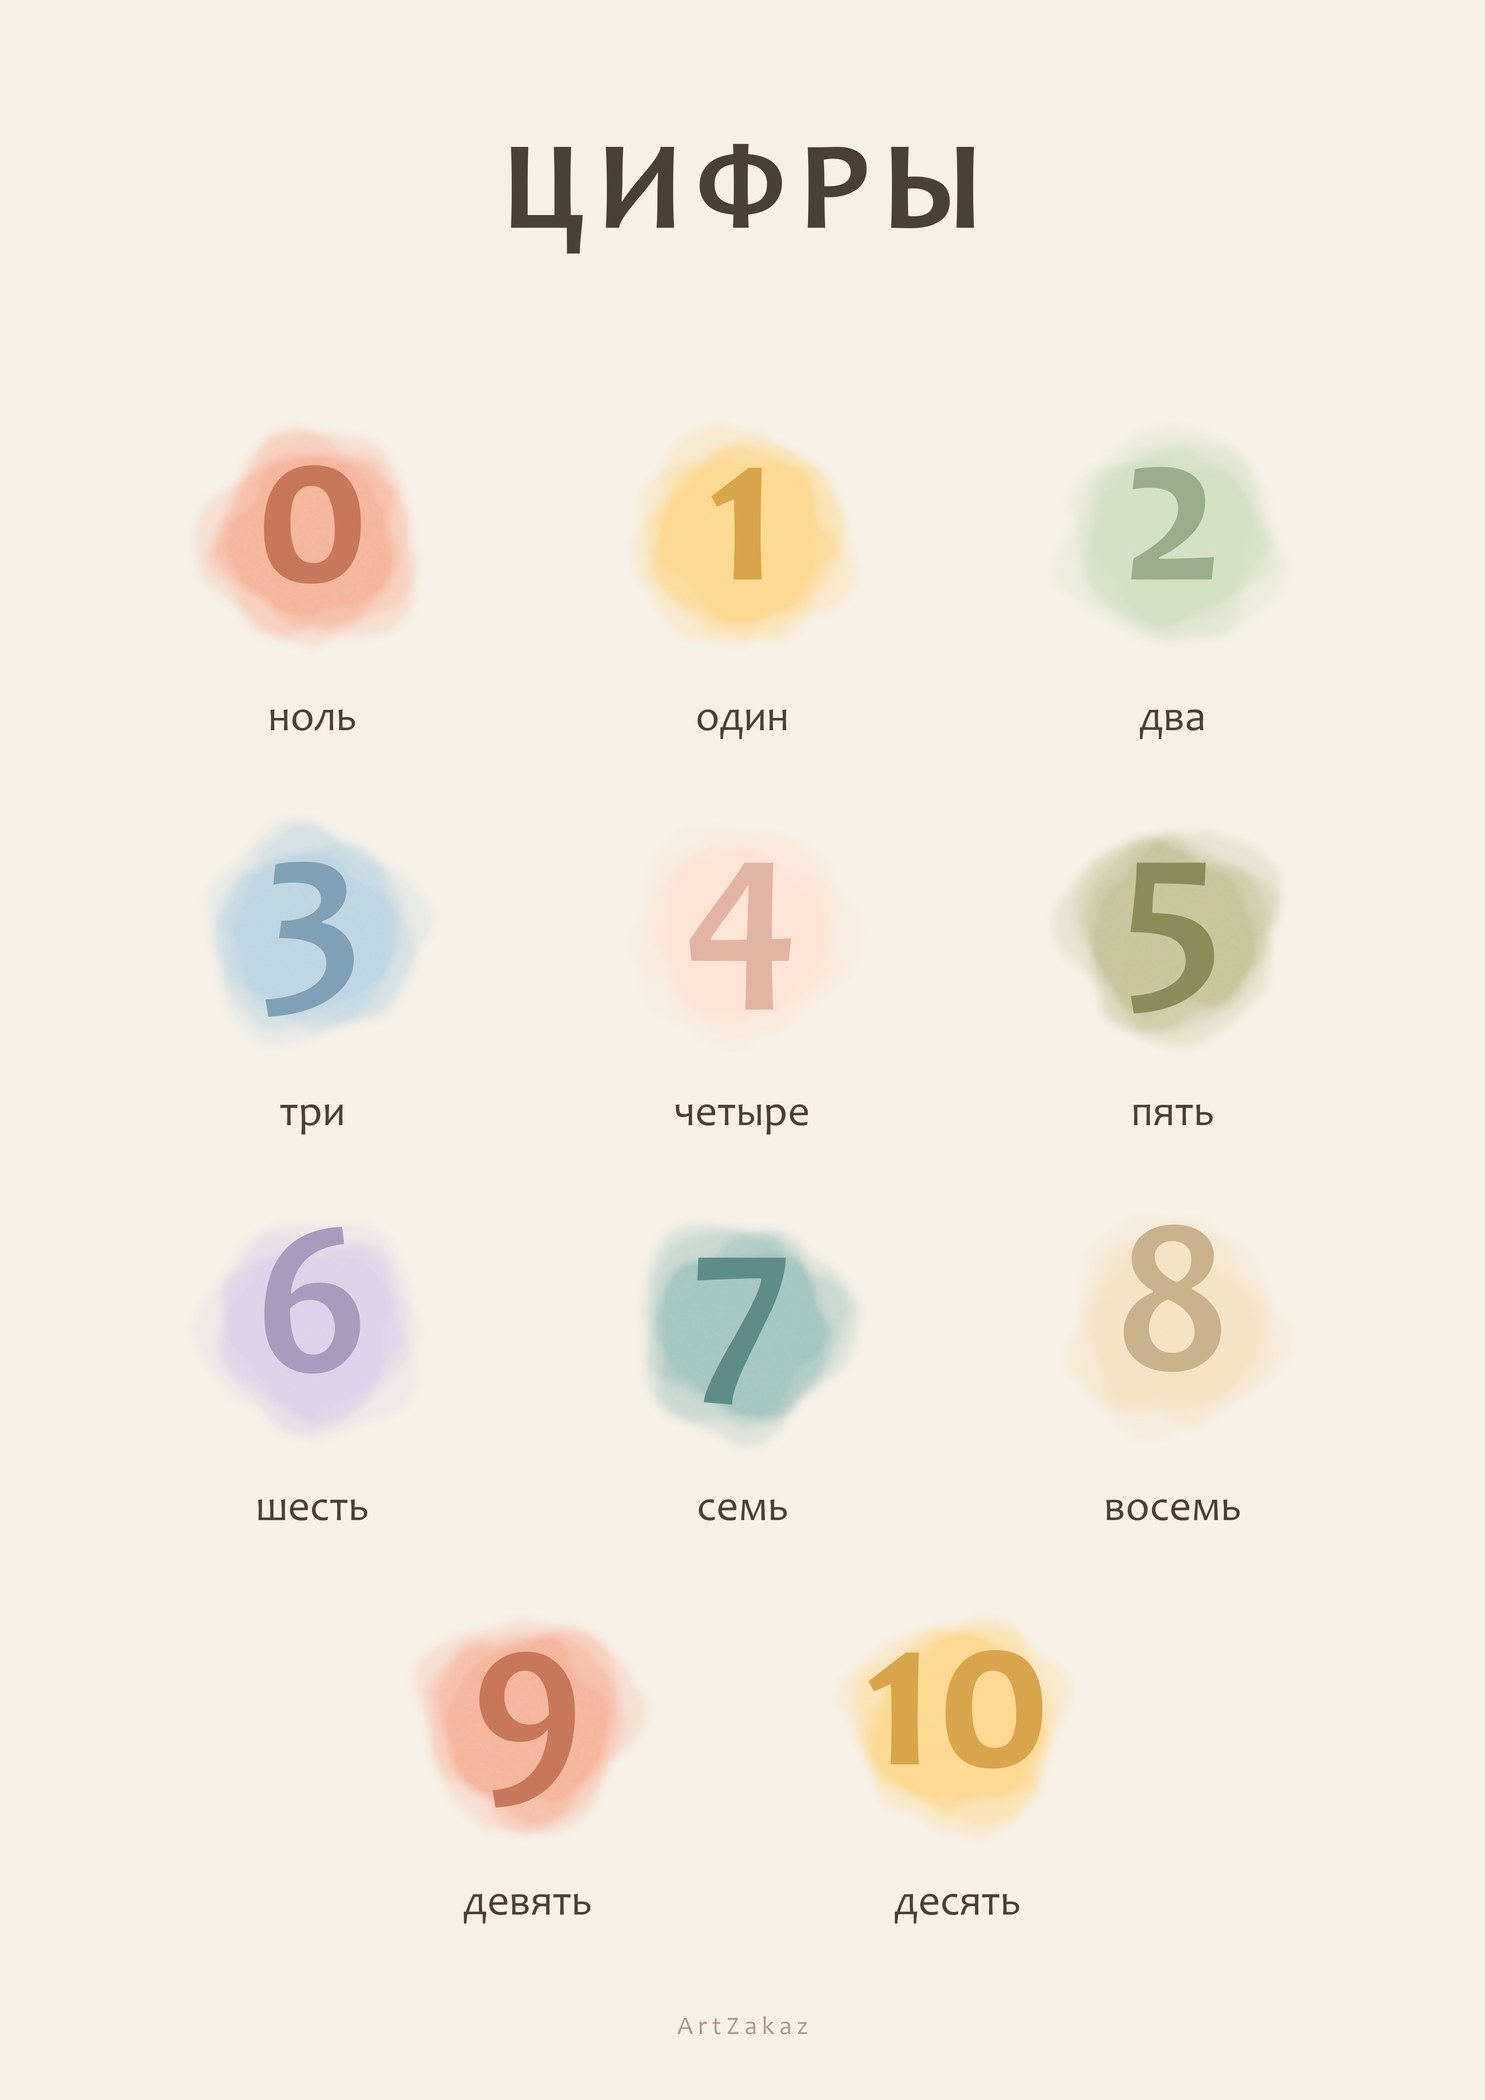 ЦИФРЫ
0 1 2
ноль один два
3 4 5
три четыре пять
6 7 8
шесть семь восемь
9 10
девять десять
ArtZakaz